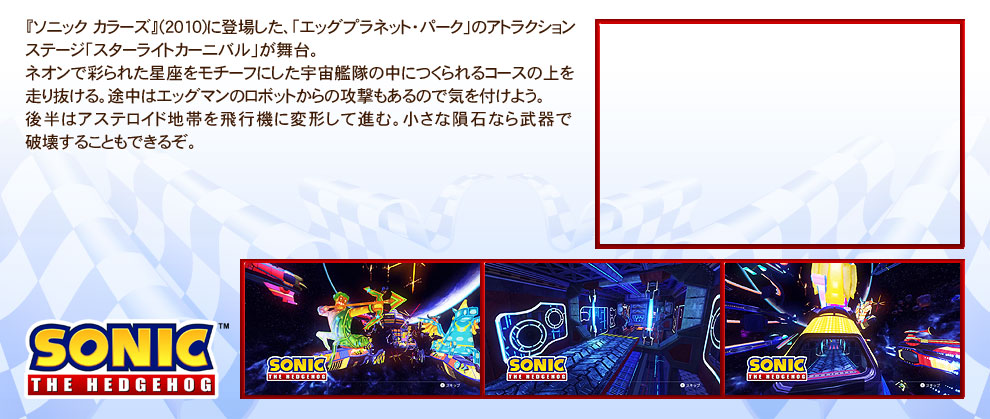 『ソニック カラーズ』(2010)に登場した、「エッグプラネット・パーク」のアトラクション
ステージ「スターライトカーニバル」が舞台。
ネオンで彩られた星座をモチーフにした宇宙艦隊の中につくられるコースの上を
走り抜ける。途中はエッグマンのロボットからの攻撃もあるので気を付けよう。
後半はアステロイド地帯を飛行機に変形して進む。小さな隕石なら武器で
破壊することもできるぞ。
SONIC
THE HEDGEHOG
スキップ
SONIC
THE HEDGEHOG
スキップ
SONIC
THE HEDGEHOG
スキップ
SONIC™
THE HEDGEHOG